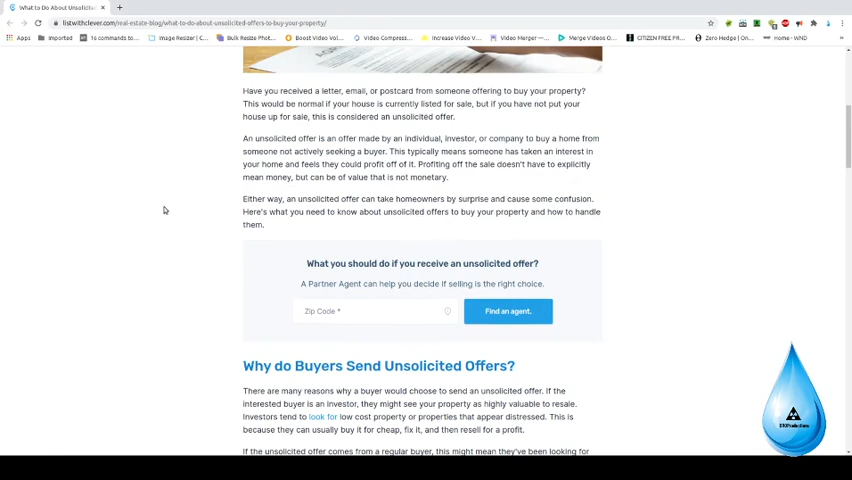 What to Do About Unsolicite
listwithclever.com/real-estate-blog/what-to-do-about-unsolicited-offers-to-buy-your-property/
Apps Imported 16 commands to... Image Resizer | C... Bulk Resize Phot... Boost Video Vol... Video Compress... Increase Video V... Video Merger —... Merge Videos O... CITIZEN FREE PR... Zero Hedge | On... Home - WND
Have you received a letter, email, or postcard from someone offering to buy your property?
This would be normal if your house is currently listed for sale, but if you have not put your
house up for sale, this is considered an unsolicited offer.
An unsolicited offer is an offer made by an individual, investor, or company to buy a home from
someone not actively seeking a buyer. This typically means someone has taken an interest in
your home and feels they could profit off of it. Profiting off the sale doesn't have to explicitly
mean money, but can be of value that is not monetary.
Either way, an unsolicited offer can take homeowners by surprise and cause some confusion.
Here's what you need to know about unsolicited offers to buy your property and how to handle
them.
What you should do if you receive an unsolicited offer?
A Partner Agent can help you decide if selling is the right choice.
Zip Code *
Find an agent.
Why do Buyers Send Unsolicited Offers?
There are many reasons why a buyer would choose to send an unsolicited offer. If the
interested buyer is an investor, they might see your property as highly valuable to resale.
Investors tend to look for low cost property or properties that appear distressed. This is
because they can usually buy it for cheap, fix it, and then resell for a profit.
If the unsolicited offer comes from a regular buyer, this might mean they've been looking for